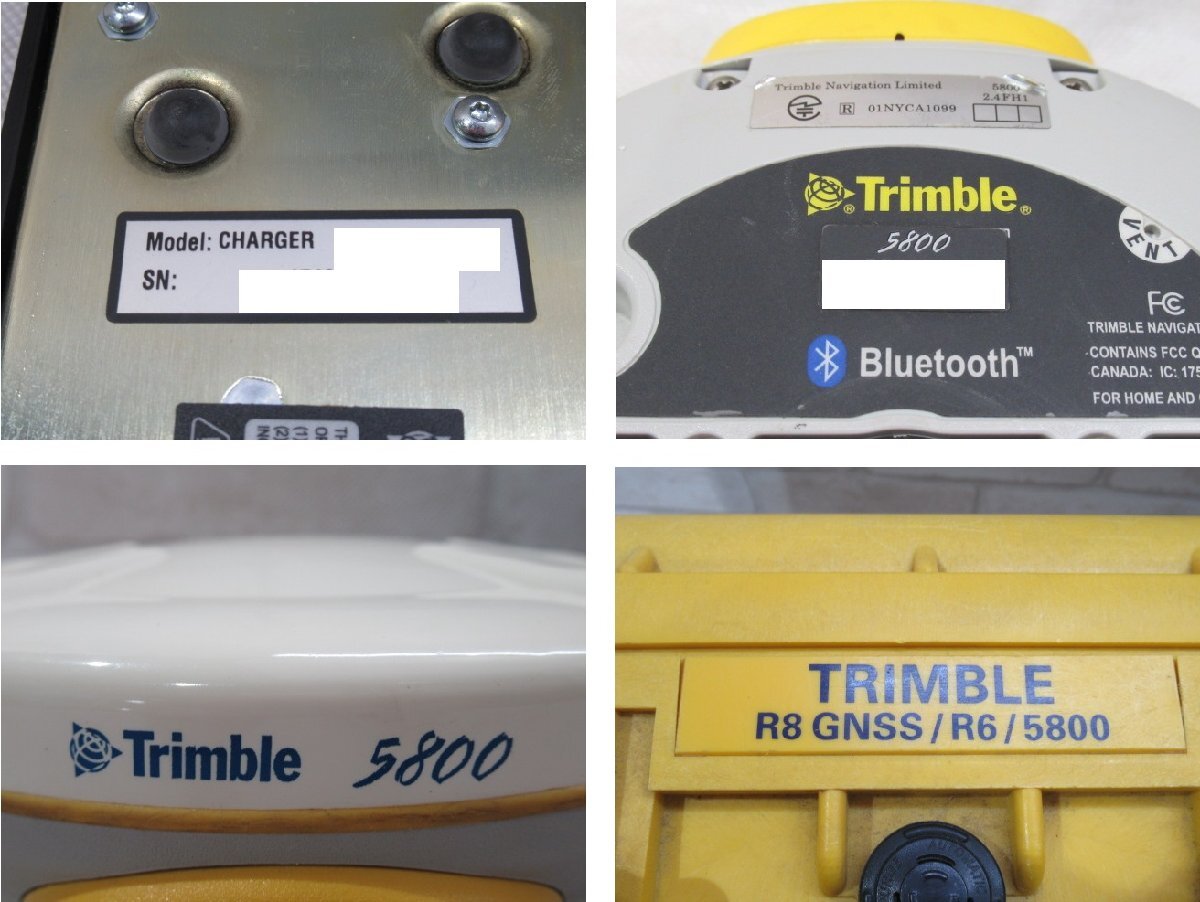 Model: CHARGER
SN:
Trimble Navigation Limited
5800
2.4FH1
R 01NYCA1099
Trimble®
5800
VENT
Bluetooth™
FC
TRIMBLE NAVIGAT
CONTAINS FCC
CANADA: IC: 175
FOR HOME AND
Trimble 5800
TRIMBLE
R8 GNSS / R6 / 5800